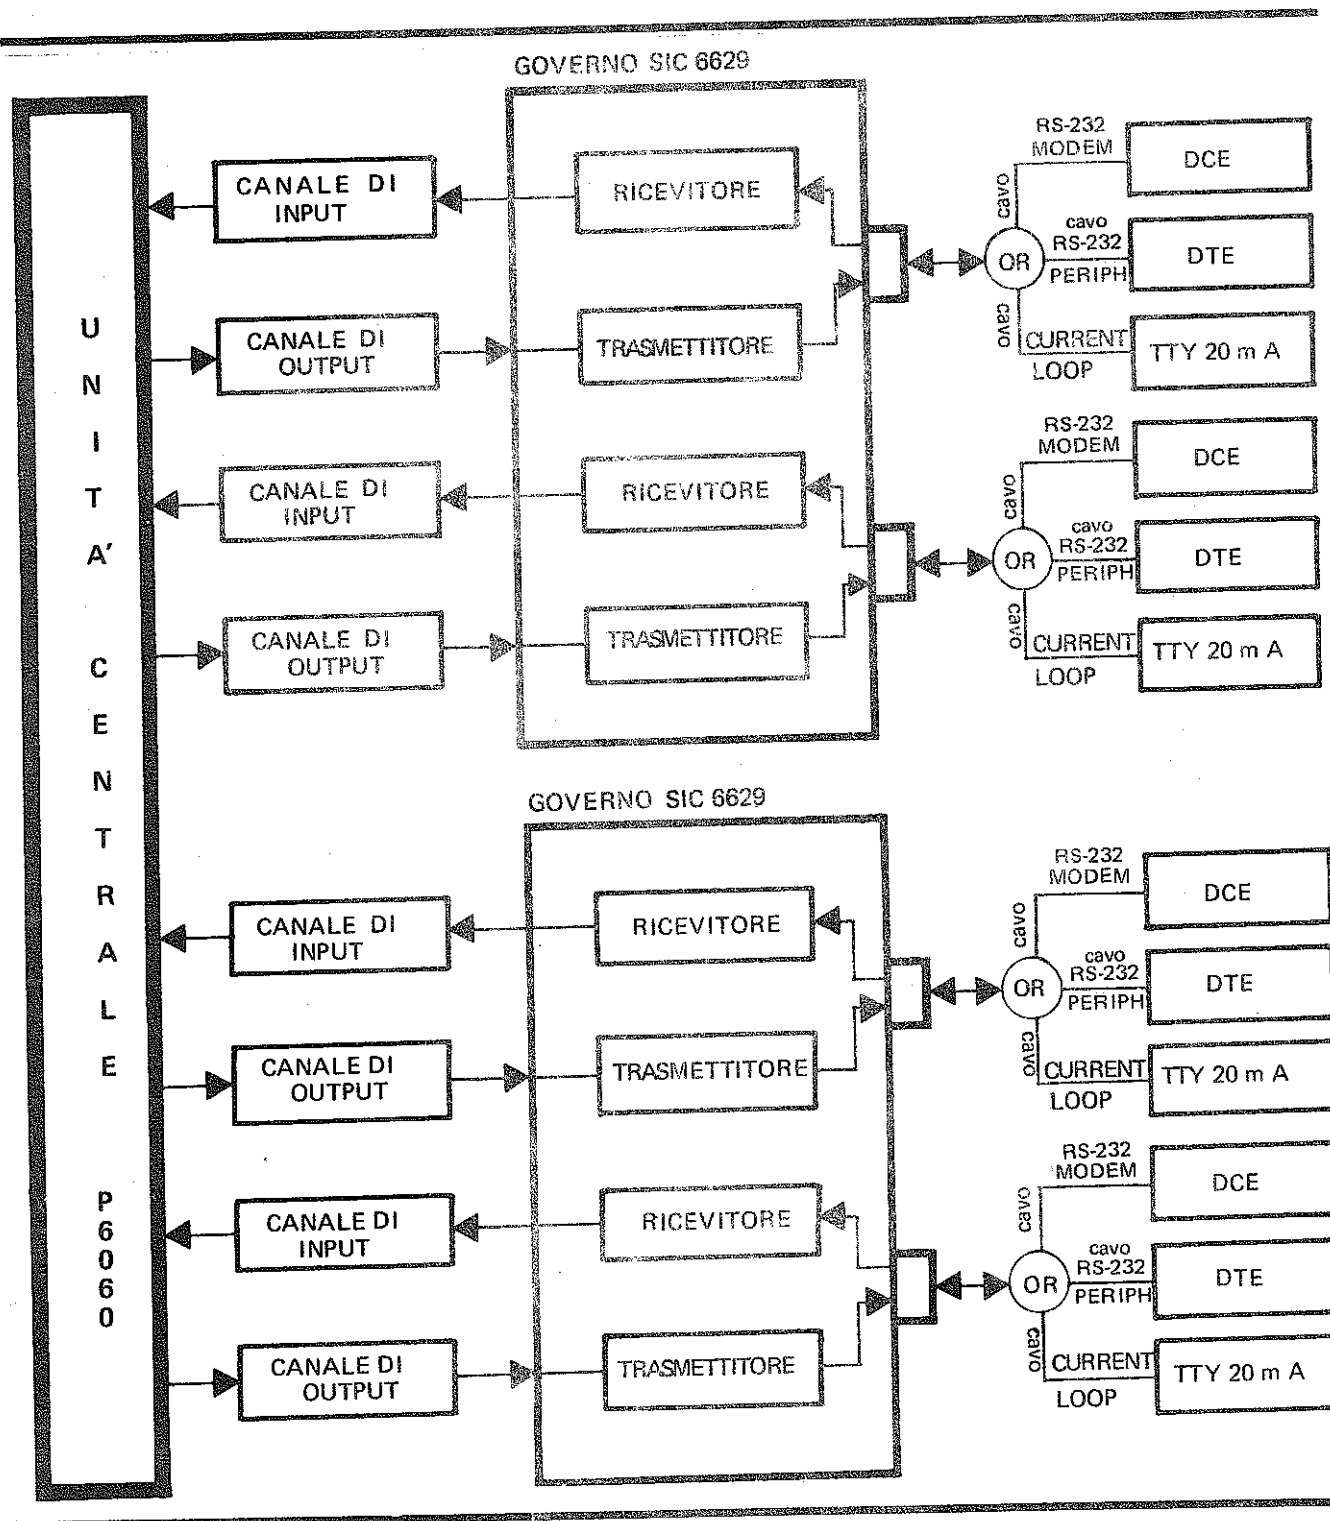 GOVERNO SIC 6629
UNITA' CENTRALE P6060
CANALE DI
INPUT
RICEVITORE
CANALE DI
OUTPUT
TRASMETTITORE
RS-232
MODEM
cavo
DCE
OR
cavo
RS-232
PERIPH
DTE
cavo
CURRENT
LOOP
TTY 20 m A
CANALE DI
INPUT
RICEVITORE
CANALE DI
OUTPUT
TRASMETTITORE
RS-232
MODEM
cavo
DCE
OR
cavo
RS-232
PERIPH
DTE
cavo
CURRENT
LOOP
TTY 20 m A
GOVERNO SIC 6629
CANALE DI
INPUT
RICEVITORE
CANALE DI
OUTPUT
TRASMETTITORE
RS-232
MODEM
cavo
DCE
OR
cavo
RS-232
PERIPH
DTE
cavo
CURRENT
LOOP
TTY 20 m A
CANALE DI
INPUT
RICEVITORE
CANALE DI
OUTPUT
TRASMETTITORE
RS-232
MODEM
cavo
DCE
OR
cavo
RS-232
PERIPH
DTE
cavo
CURRENT
LOOP
TTY 20 m A